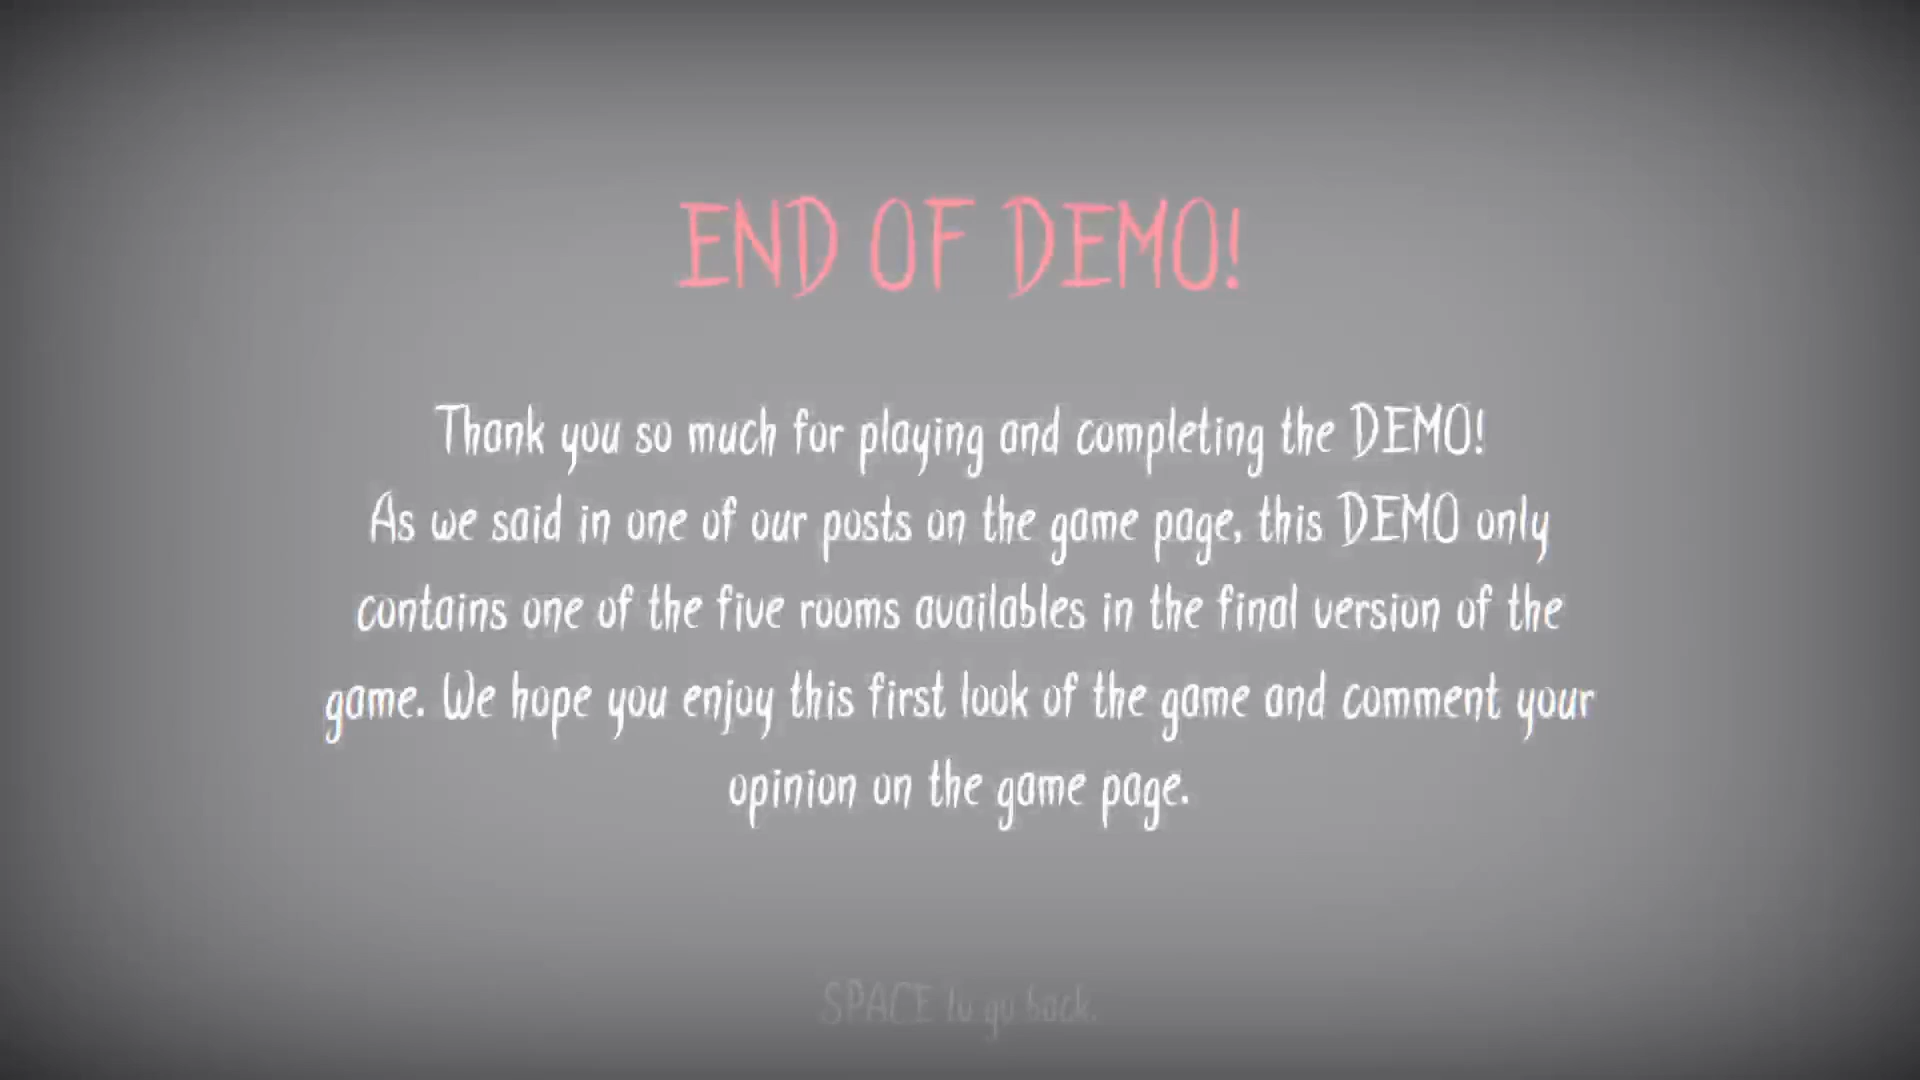 END OF DEMO!
Thank you so much for playing and completing the DEMO!
As we said in one of our posts on the game page, this DEMO only
contains one of the five rooms availables in the final version of the
game. We hope you enjoy this first look of the game and comment your
opinion on the game page.
SPACE to go back.